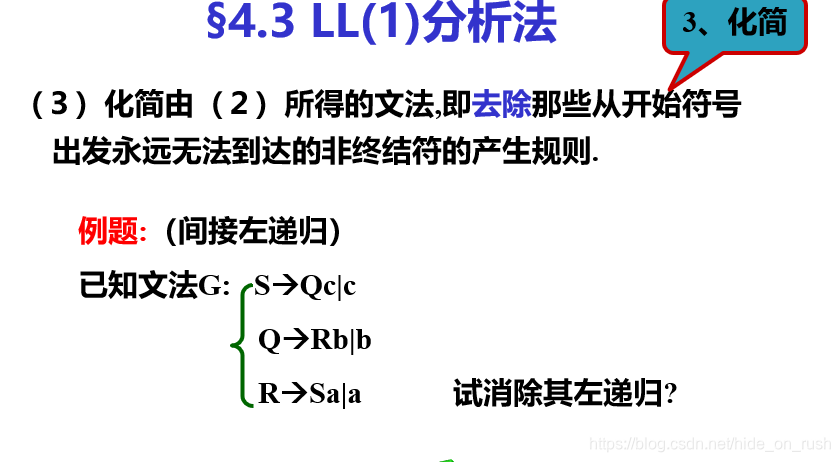 §4.3 LL(1)分析法
3、化简
（3）化简由（2）所得的文法,即去除那些从开始符号
出发永远无法到达的非终结符的产生规则.
例题:（间接左递归）
已知文法G: S→Qc|c
Q→Rb|b
R→Sa|a 试消除其左递归?
https://blog.csdn.net/hide_on_rush